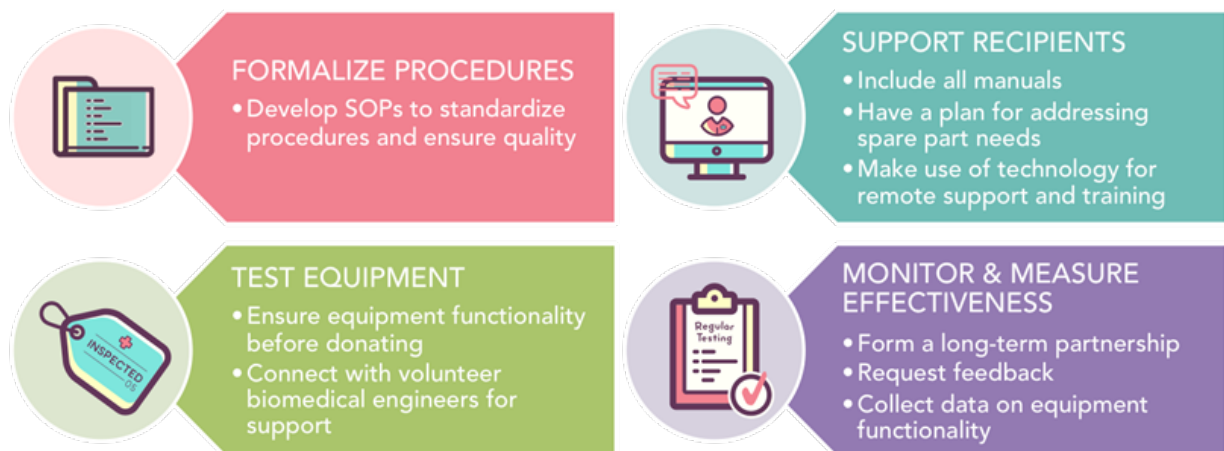 FORMALIZE PROCEDURES
• Develop SOPs to standardize
procedures and ensure quality
SUPPORT RECIPIENTS
• Include all manuals
• Have a plan for addressing
spare part needs
• Make use of technology for
remote support and training
TEST EQUIPMENT
• Ensure equipment functionality
before donating
• Connect with volunteer
biomedical engineers for
support
INSPECTED
05
MONITOR & MEASURE
EFFECTIVENESS
• Form a long-term partnership
• Request feedback
• Collect data on equipment
functionality
Regular
Testing